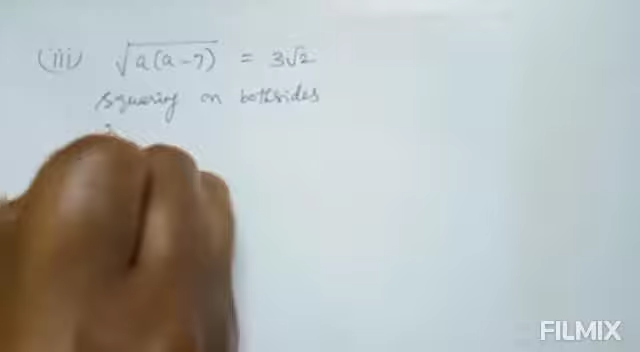 (iii) √a(a-7) = 3√2
squaring on bothsides
FILMIX